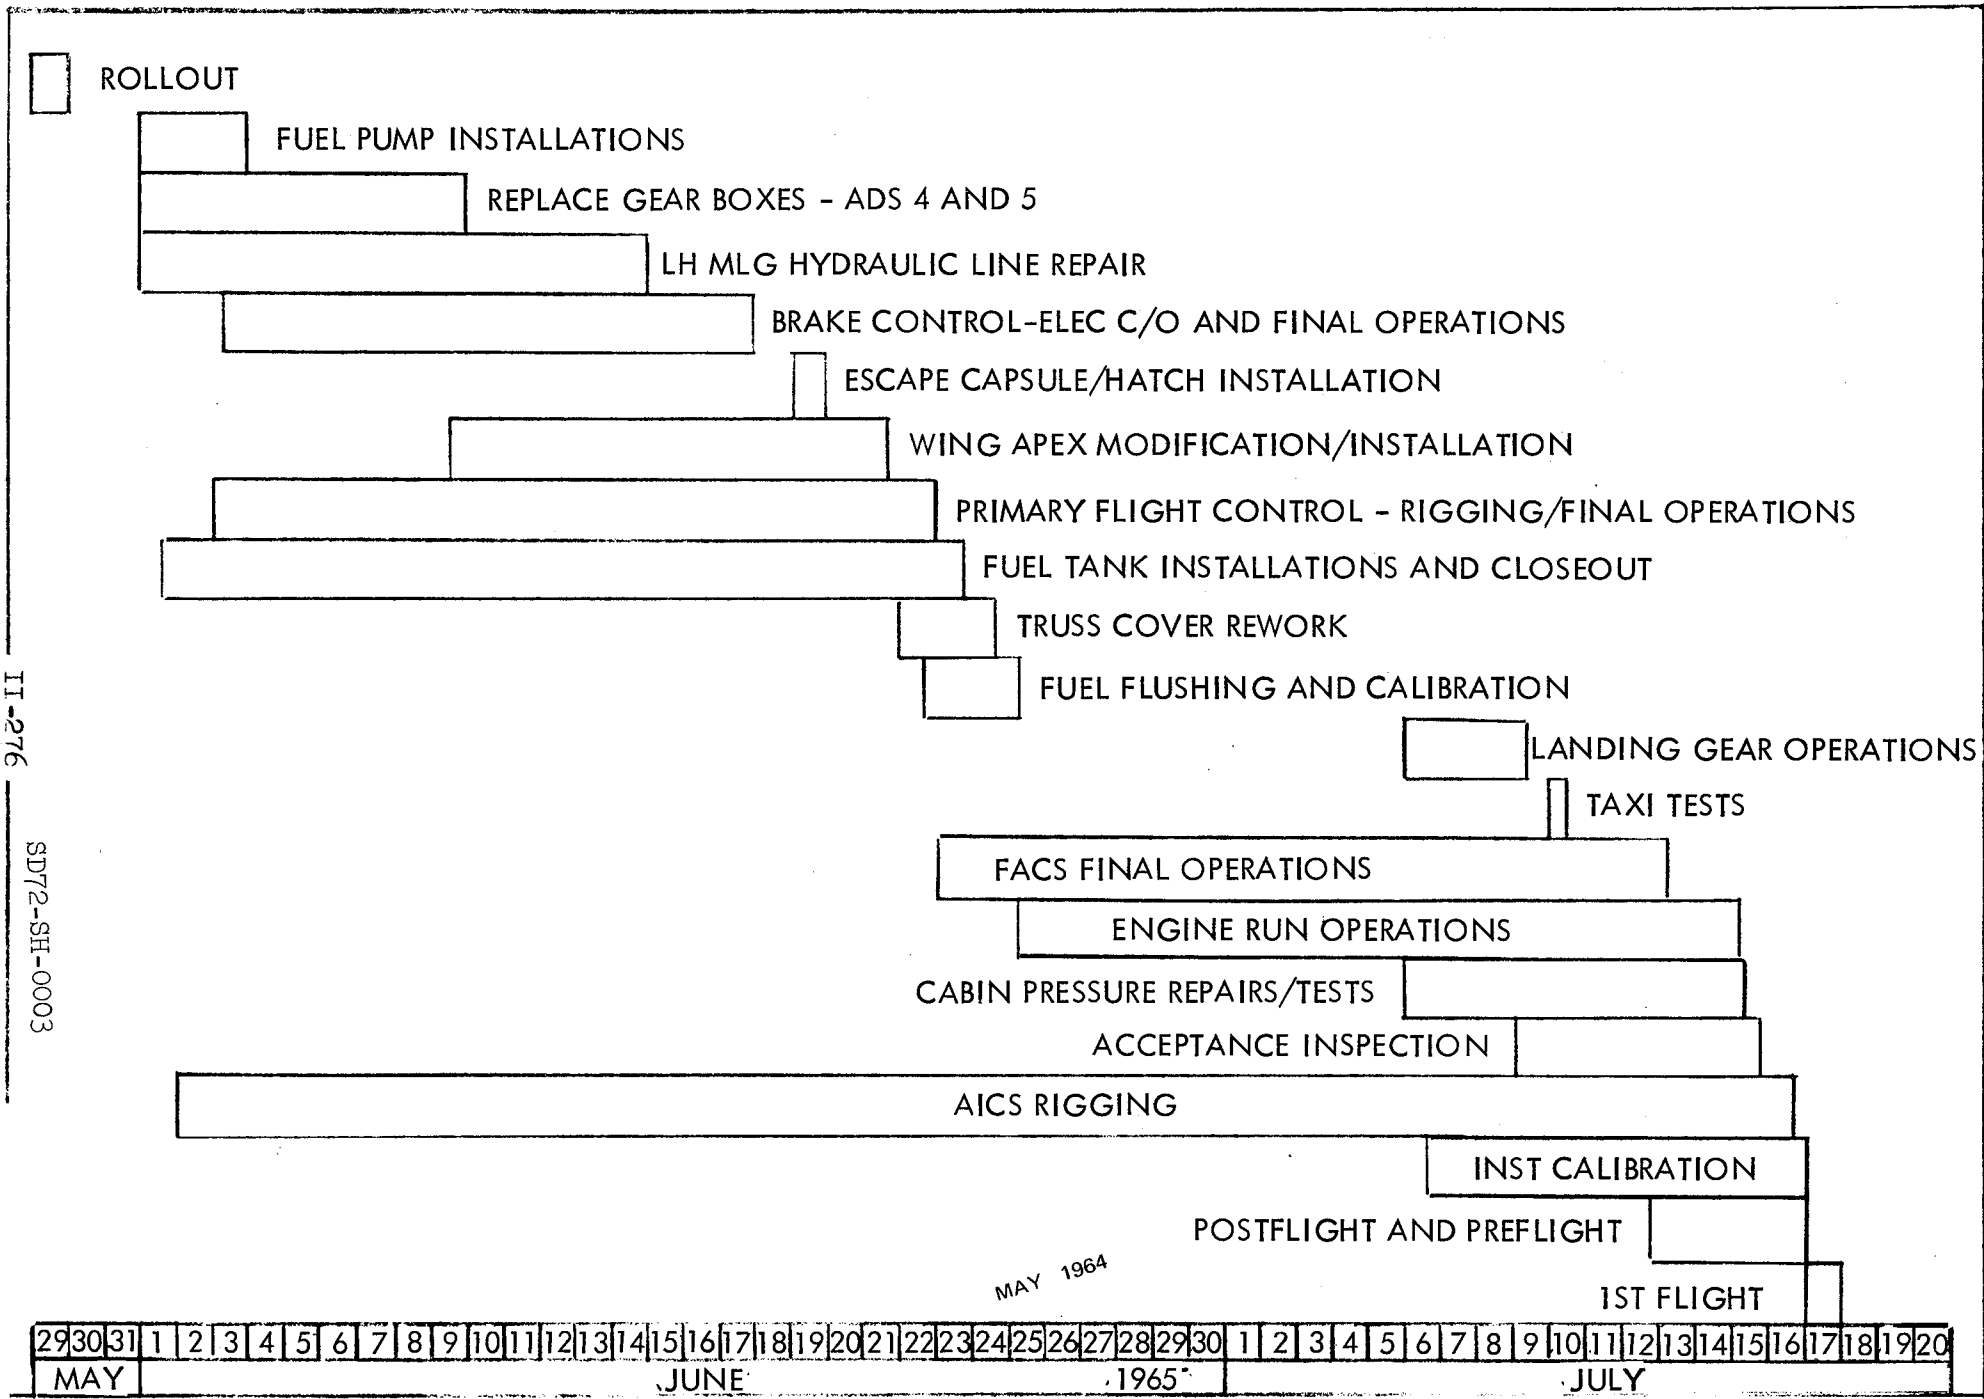 ROLLOUT
FUEL PUMP INSTALLATIONS
REPLACE GEAR BOXES - ADS 4 AND 5
LH MLG HYDRAULIC LINE REPAIR
BRAKE CONTROL-ELEC C/O AND FINAL OPERATIONS
ESCAPE CAPSULE/HATCH INSTALLATION
WING APEX MODIFICATION/INSTALLATION
PRIMARY FLIGHT CONTROL - RIGGING/FINAL OPERATIONS
FUEL TANK INSTALLATIONS AND CLOSEOUT
TRUSS COVER REWORK
FUEL FLUSHING AND CALIBRATION
LANDING GEAR OPERATIONS
TAXI TESTS
FACS FINAL OPERATIONS
ENGINE RUN OPERATIONS
CABIN PRESSURE REPAIRS/TESTS
ACCEPTANCE INSPECTION
AICS RIGGING
INST CALIBRATION
POSTFLIGHT AND PREFLIGHT
MAY 1964
1ST FLIGHT
29 30 31 1 2 3 4 5 6 7 8 9 10 11 12 13 14 15 16 17 18 19 20 21 22 23 24 25 26 27 28 29 30 1 2 3 4 5 6 7 8 9 10 11 12 13 14 15 16 17 18 19 20
MAY JUNE 1965 JULY
II-276
SD72-SH-0003